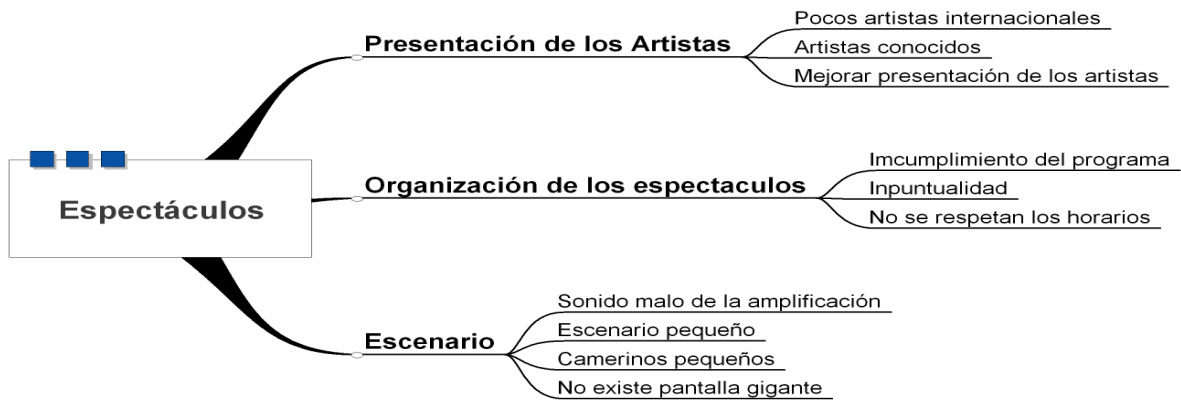 Espectáculos
Presentación de los Artistas
Pocos artistas internacionales
Artistas conocidos
Mejorar presentación de los artistas
Organización de los espectaculos
Imcumplimiento del programa
Inpuntualidad
No se respetan los horarios
Escenario
Sonido malo de la amplificación
Escenario pequeño
Camerinos pequeños
No existe pantalla gigante